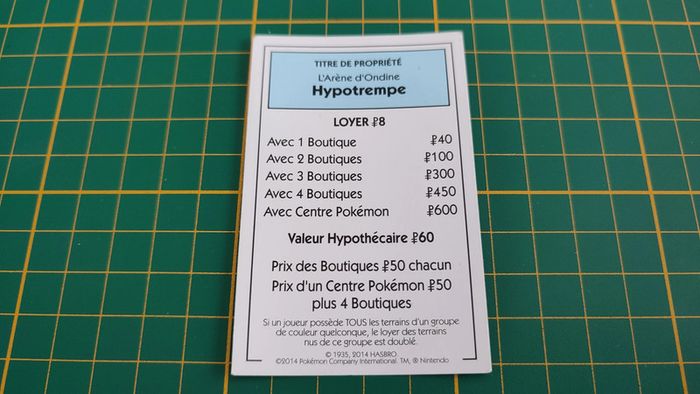 TITRE DE PROPRIÉTÉ
L'Arène d'Ondine
Hypotrempe
LOYER ₽8
Avec 1 Boutique ₽40
Avec 2 Boutiques ₽100
Avec 3 Boutiques ₽300
Avec 4 Boutiques ₽450
Avec Centre Pokémon ₽600
Valeur Hypothécaire ₽60
Prix des Boutiques ₽50 chacun
Prix d'un Centre Pokémon ₽50
plus 4 Boutiques
Si un joueur possède TOUS les terrains d'un groupe
de couleur quelconque, le loyer des terrains
nus de ce groupe est doublé.
© 1935, 2014 HASBRO
©2014 Pokémon Company International. TM, ® Nintendo